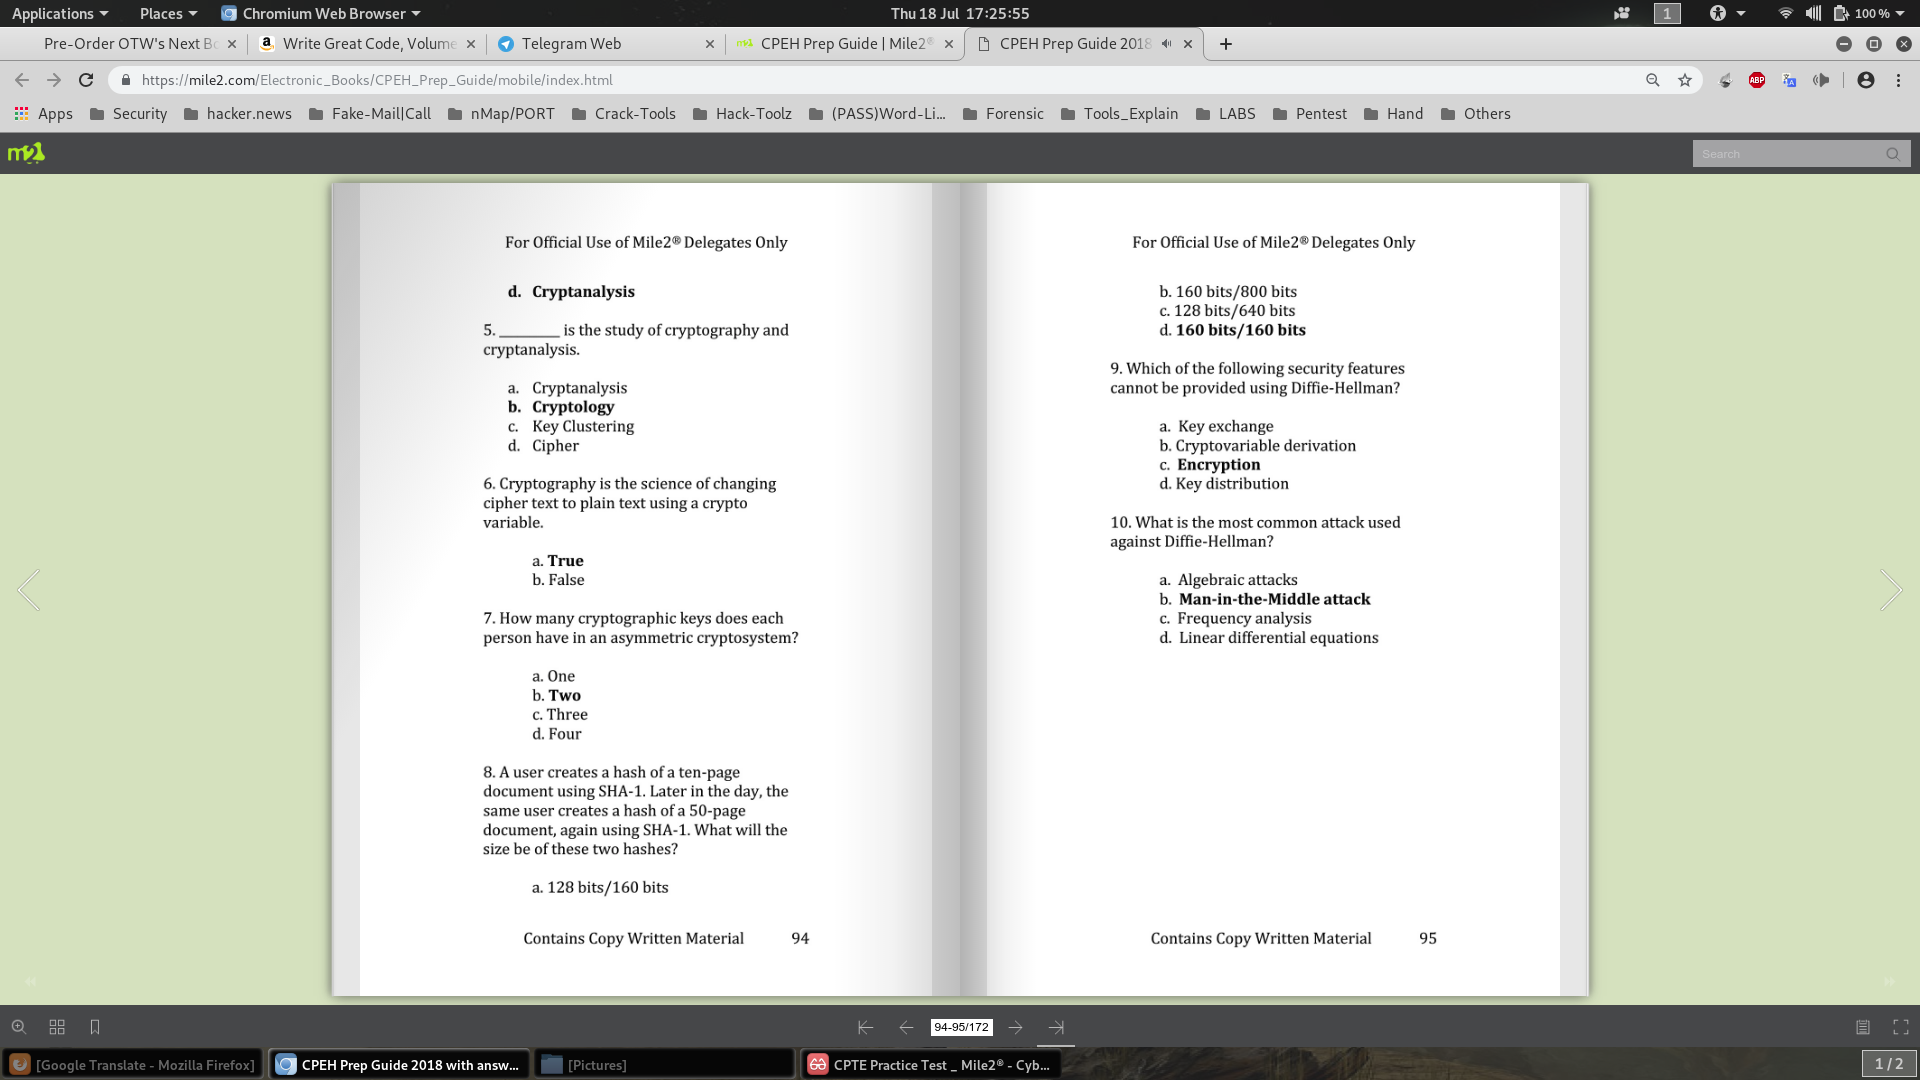 Applications Places Chromium Web Browser Thu 18 Jul 17:25:55 1 100 %
Pre-Order OTW's Next Bo Write Great Code, Volume Telegram Web CPEH Prep Guide | Mile2® CPEH Prep Guide 2018
https://mile2.com/Electronic_Books/CPEH_Prep_Guide/mobile/index.html ABP
Apps Security hacker.news Fake-Mail|Call nMap/PORT Crack-Tools Hack-Toolz (PASS)Word-Li... Forensic Tools_Explain LABS Pentest Hand Others
m2 Search
For Official Use of Mile2® Delegates Only
d. Cryptanalysis
5. ________ is the study of cryptography and
cryptanalysis.
a. Cryptanalysis
b. Cryptology
c. Key Clustering
d. Cipher
6. Cryptography is the science of changing
cipher text to plain text using a crypto
variable.
a. True
b. False
7. How many cryptographic keys does each
person have in an asymmetric cryptosystem?
a. One
b. Two
c. Three
d. Four
8. A user creates a hash of a ten-page
document using SHA-1. Later in the day, the
same user creates a hash of a 50-page
document, again using SHA-1. What will the
size be of these two hashes?
a. 128 bits/160 bits
Contains Copy Written Material 94
For Official Use of Mile2® Delegates Only
b. 160 bits/800 bits
c. 128 bits/640 bits
d. 160 bits/160 bits
9. Which of the following security features
cannot be provided using Diffie-Hellman?
a. Key exchange
b. Cryptovariable derivation
c. Encryption
d. Key distribution
10. What is the most common attack used
against Diffie-Hellman?
a. Algebraic attacks
b. Man-in-the-Middle attack
c. Frequency analysis
d. Linear differential equations
Contains Copy Written Material 95
94-95/172
[Google Translate - Mozilla Firefox] CPEH Prep Guide 2018 with answ... [Pictures] CPTE Practice Test _ Mile2® - Cyb... 1 / 2